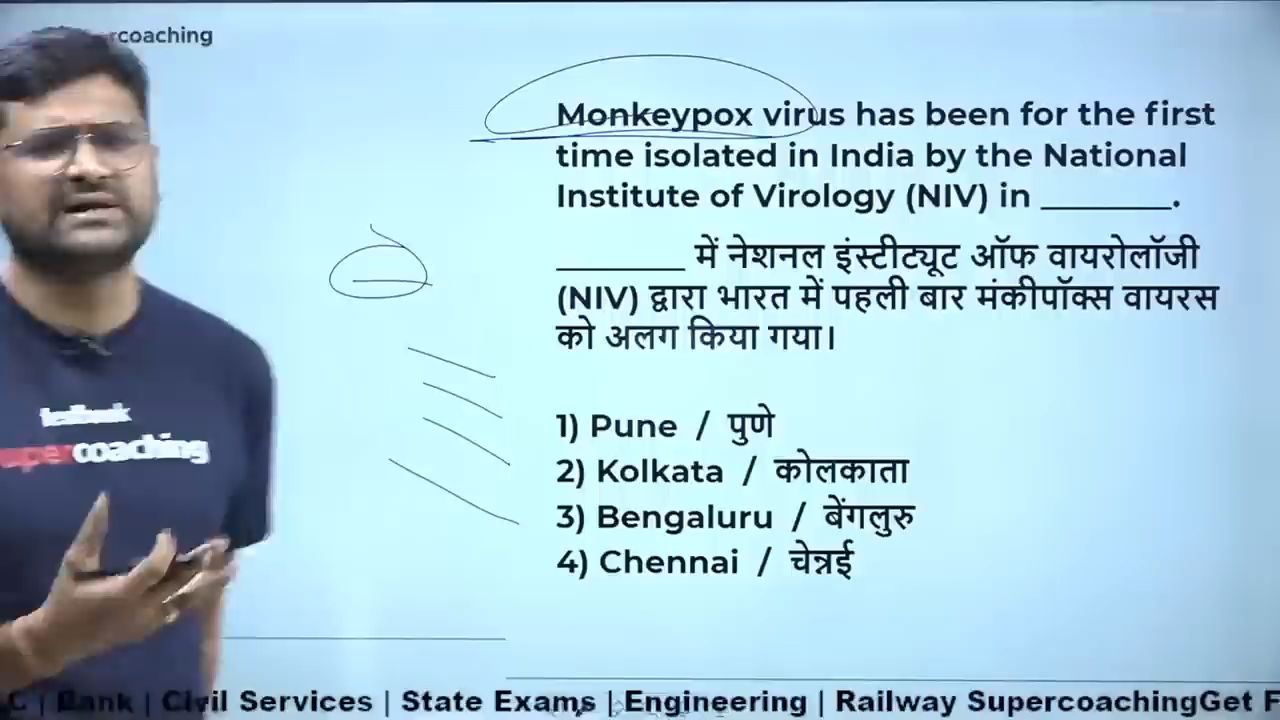 coaching
Monkeypox virus has been for the first
time isolated in India by the National
Institute of Virology (NIV) in ________.
________ में नेशनल इंस्टीट्यूट ऑफ वायरोलॉजी
(NIV) द्वारा भारत में पहली बार मंकीपॉक्स वायरस
को अलग किया गया।
1) Pune / पुणे
2) Kolkata / कोलकाता
3) Bengaluru / बेंगलुरु
4) Chennai / चेन्नई
testbook
supercoaching
C | Bank | Civil Services | State Exams | Engineering | Railway SupercoachingGet F